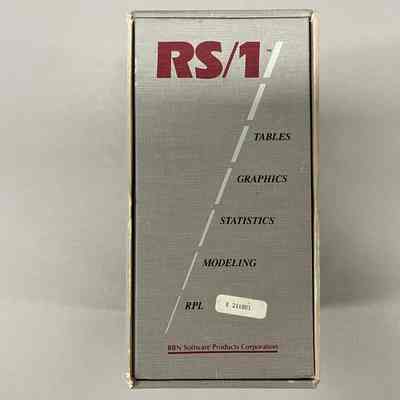 RS/1
TABLES
GRAPHICS
STATISTICS
MODELING
RPL
BBN Software Products Corporation